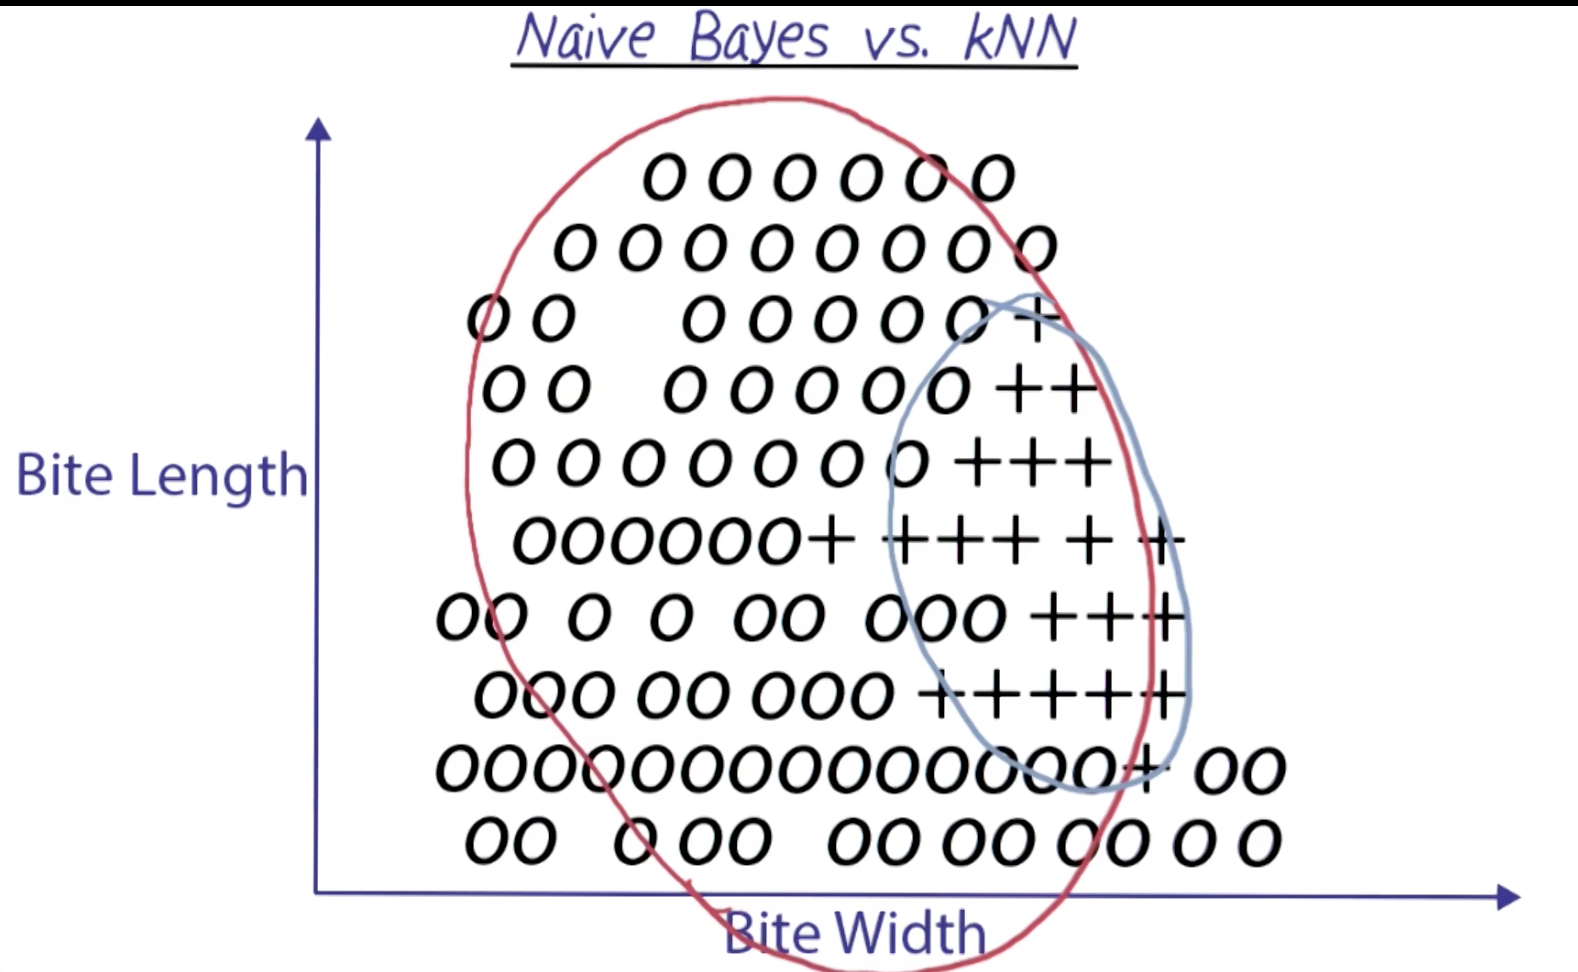 Naive Bayes vs. kNN
O O O O O O
O O O O O O O O
O O O O O O O +
O O O O O O O ++
O O O O O O O +++
OOOOOO+ +++ + +
OO O O OO OOO +++
OOO OO OOO +++++
OOOOOOOOOOOOOO+ OO
OO O OO OO OO OO O O
Bite Length
Bite Width